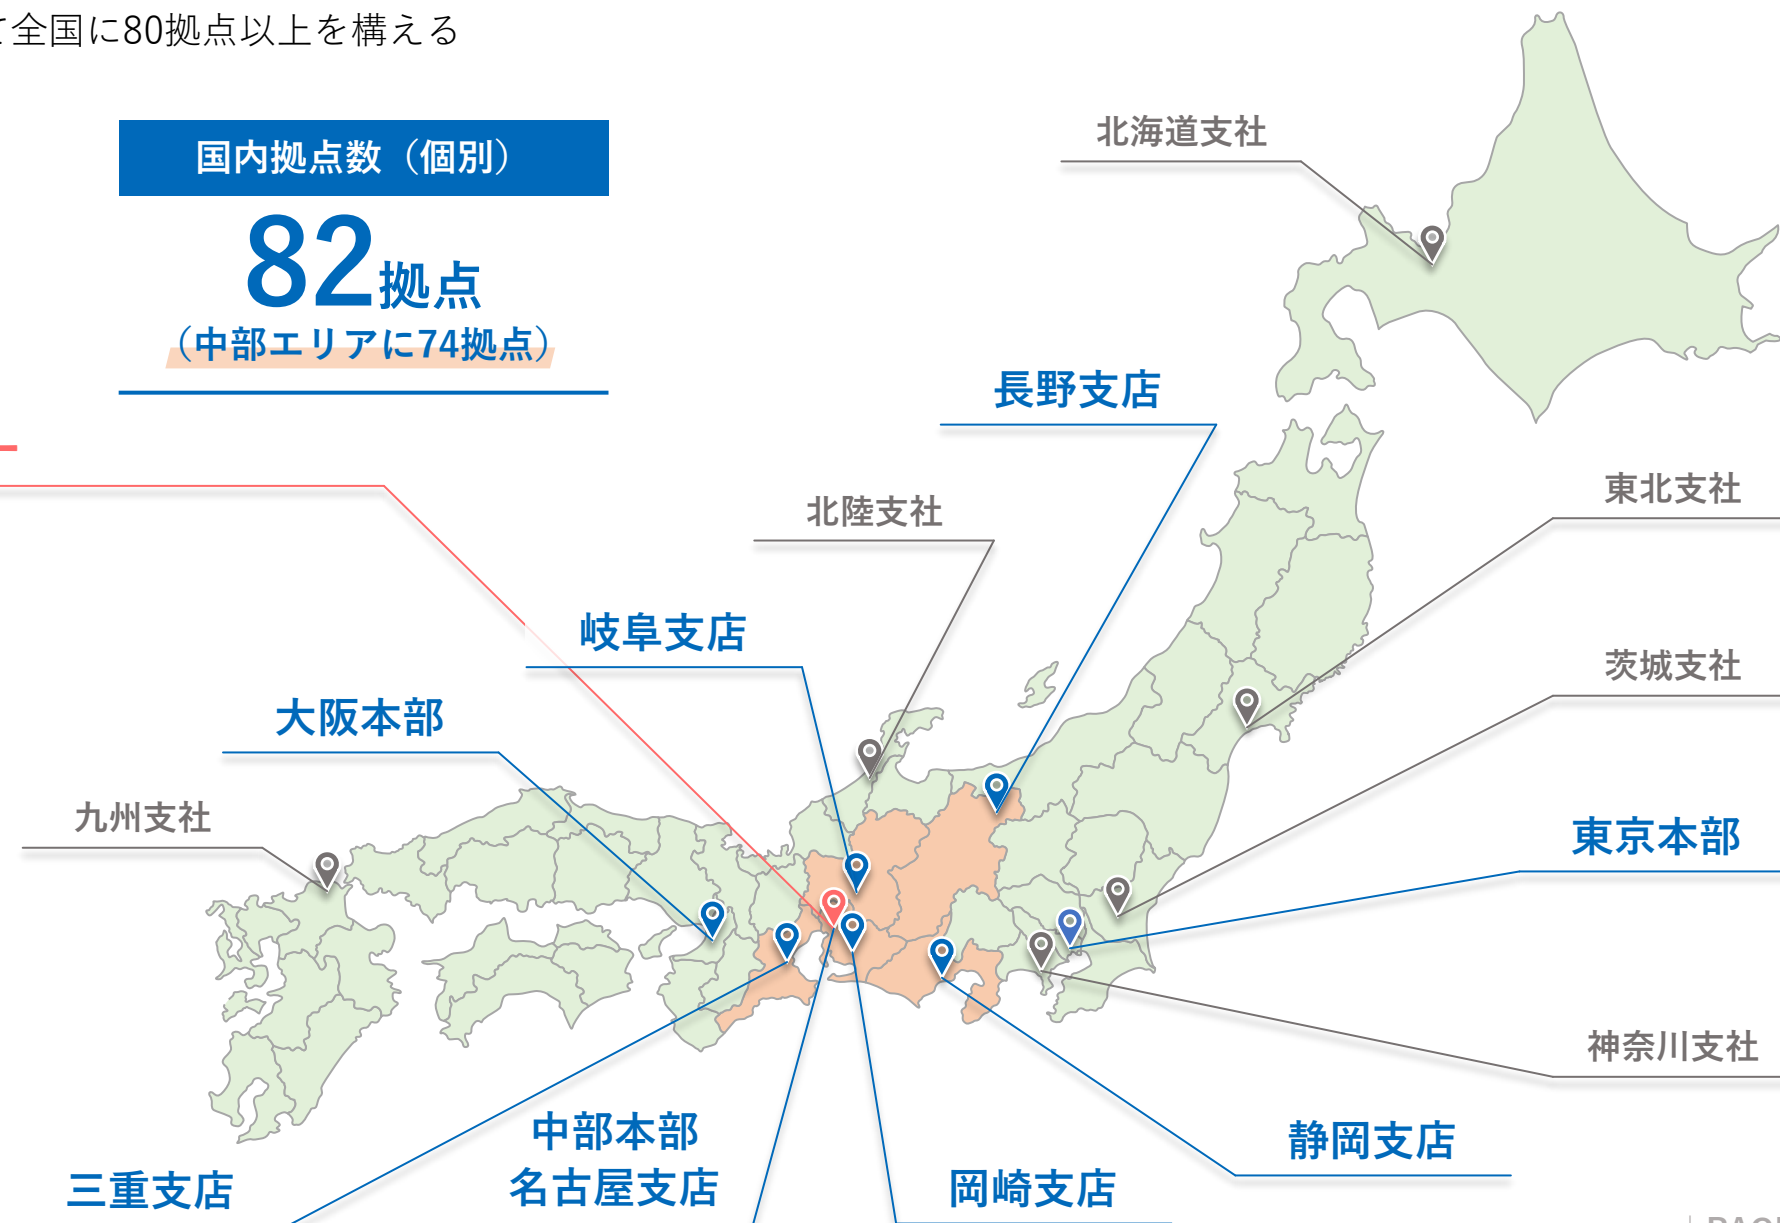 て全国に80拠点以上を構える
国内拠点数（個別）
82拠点
（中部エリアに74拠点）
北海道支社
長野支店
東北支社
北陸支社
岐阜支店
茨城支社
大阪本部
九州支社
東京本部
神奈川支社
静岡支店
中部本部
名古屋支店
三重支店
岡崎支店